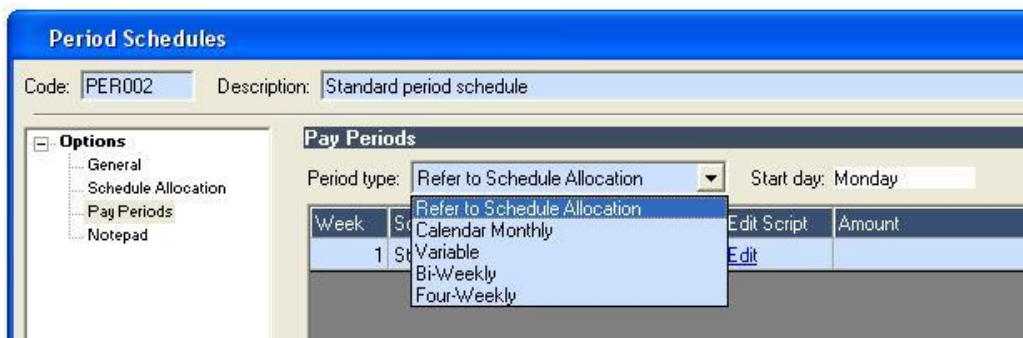 Period Schedules
Code: PER002 Description: Standard period schedule
Options
General
Schedule Allocation
Pay Periods
Notepad
Pay Periods
Period type: Refer to Schedule Allocation Start day: Monday
Refer to Schedule Allocation
Calendar Monthly
Variable
Bi-Weekly
Four-Weekly
Week Edit Script Amount
1 Edit